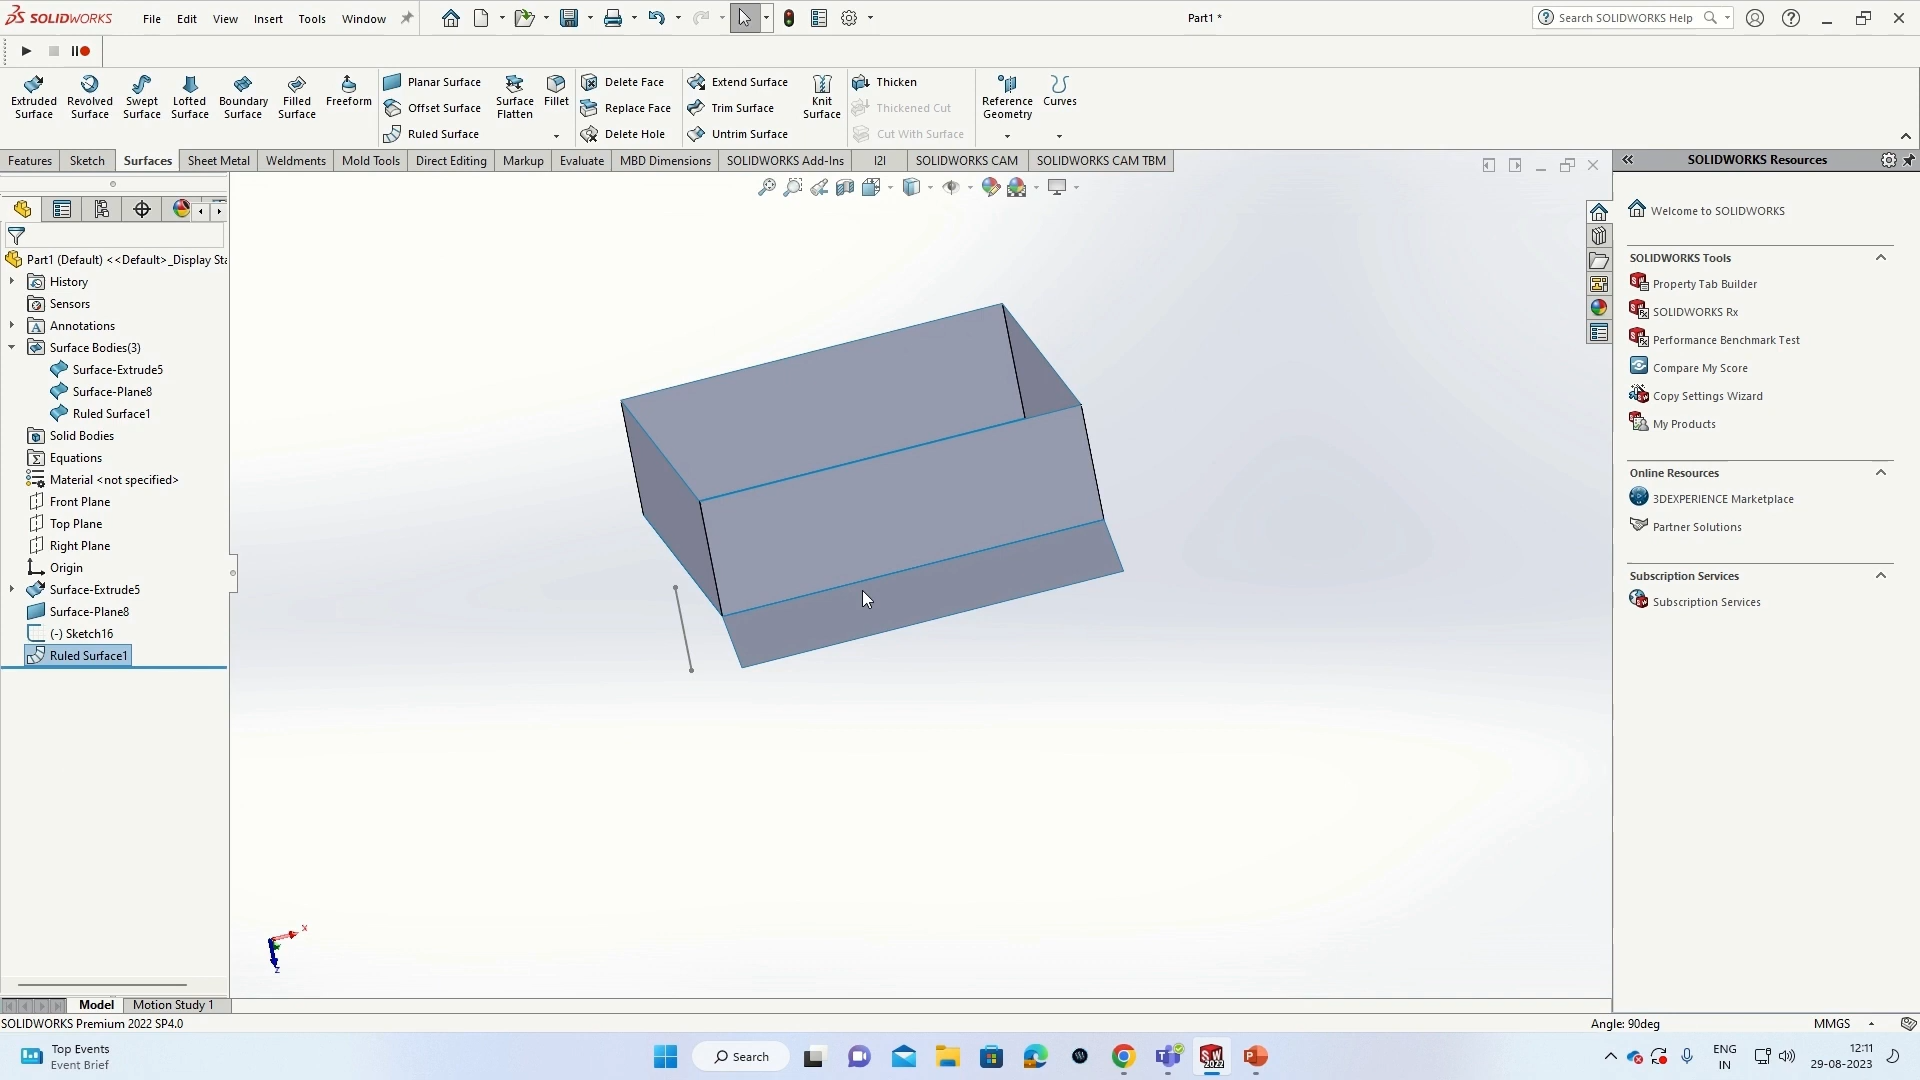 SOLIDWORKS File Edit View Insert Tools Window Part1 * Search SOLIDWORKS Help
Extruded Surface
Revolved Surface
Swept Surface
Lofted Surface
Boundary Surface
Filled Surface
Freeform
Planar Surface
Offset Surface
Ruled Surface
Surface Flatten
Fillet
Delete Face
Replace Face
Delete Hole
Extend Surface
Trim Surface
Untrim Surface
Knit Surface
Thicken
Thickened Cut
Cut With Surface
Reference Geometry
Curves
Features Sketch Surfaces Sheet Metal Weldments Mold Tools Direct Editing Markup Evaluate MBD Dimensions SOLIDWORKS Add-Ins I2I SOLIDWORKS CAM SOLIDWORKS CAM TBM
Part1 (Default) <<Default>_Display Sta
History
Sensors
Annotations
Surface Bodies(3)
Surface-Extrude5
Surface-Plane8
Ruled Surface1
Solid Bodies
Equations
Material <not specified>
Front Plane
Top Plane
Right Plane
Origin
Surface-Extrude5
Surface-Plane8
(-) Sketch16
Ruled Surface1
X
Z
SOLIDWORKS Resources
Welcome to SOLIDWORKS
SOLIDWORKS Tools
Property Tab Builder
SOLIDWORKS Rx
Performance Benchmark Test
Compare My Score
Copy Settings Wizard
My Products
Online Resources
3DEXPERIENCE Marketplace
Partner Solutions
Subscription Services
Subscription Services
Model Motion Study 1
SOLIDWORKS Premium 2022 SP4.0 Angle: 90deg MMGS
Top Events
Event Brief
Search
ENG
IN
12:11
29-08-2023